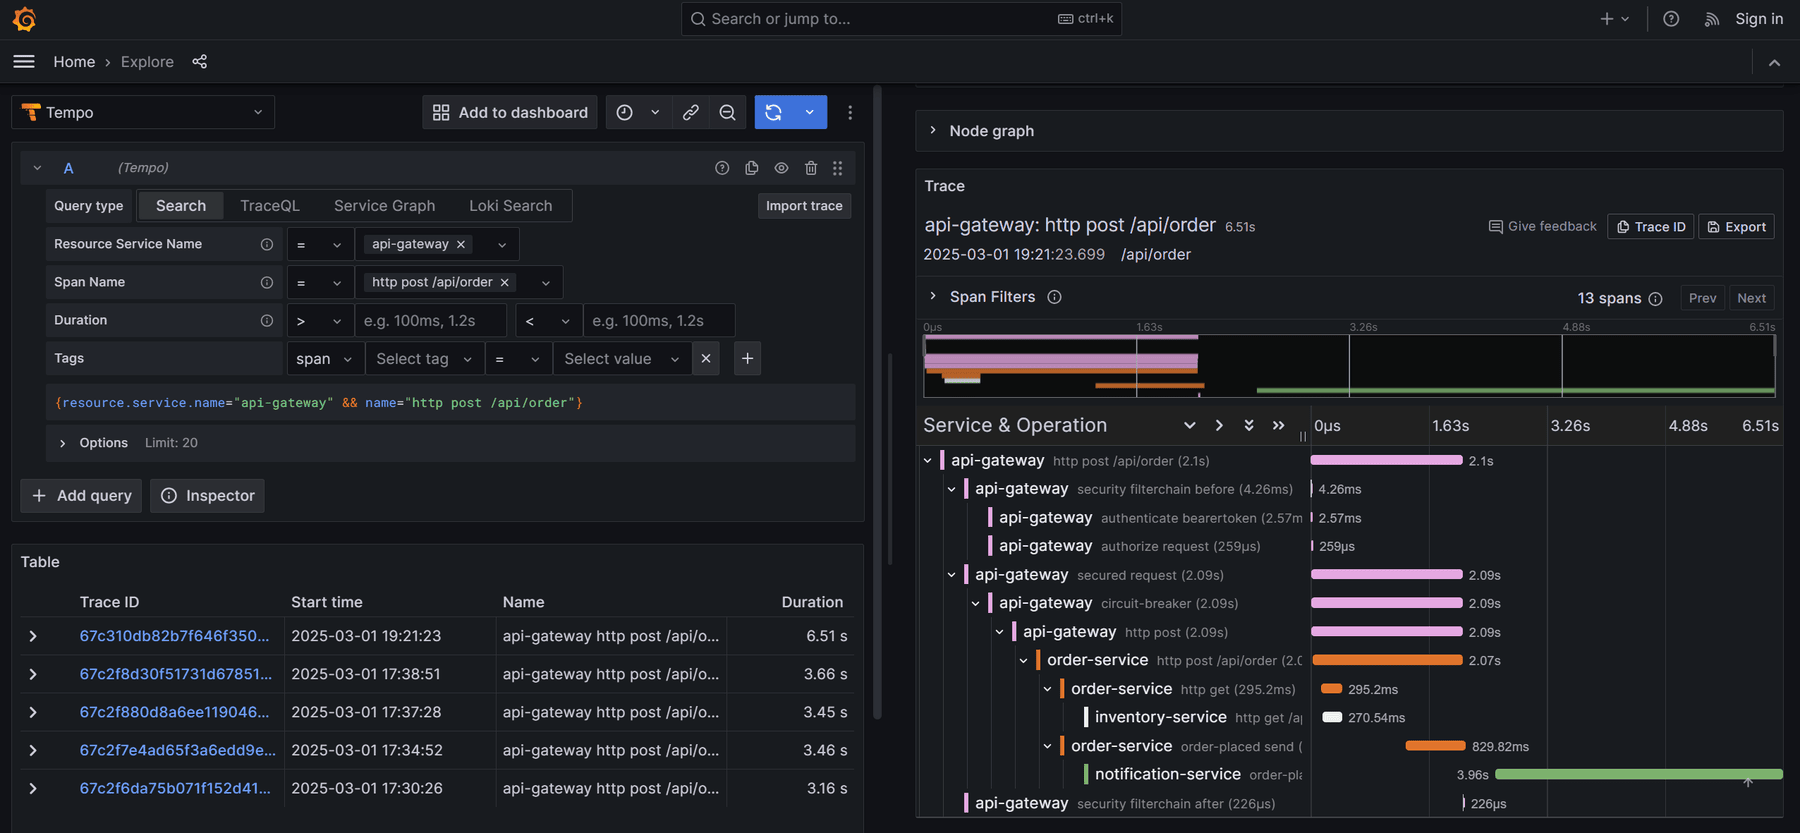 Search or jump to...
ctrl+k
Sign in
Home › Explore
Tempo
Add to dashboard
A
(Tempo)
Query type
Search
TraceQL
Service Graph
Loki Search
Import trace
Resource Service Name
=
api-gateway
Span Name
=
http post /api/order
Duration
>
e.g. 100ms, 1.2s
<
e.g. 100ms, 1.2s
Tags
span
Select tag
=
Select value
{resource.service.name="api-gateway" && name="http post /api/order"}
Options
Limit: 20
+ Add query
Inspector
Table
Trace ID
Start time
Name
Duration
67c310db82b7f646f350...
2025-03-01 19:21:23
api-gateway http post /api/o...
6.51 s
67c2f8d30f51731d67851...
2025-03-01 17:38:51
api-gateway http post /api/o...
3.66 s
67c2f880d8a6ee119046...
2025-03-01 17:37:28
api-gateway http post /api/o...
3.45 s
67c2f7e4ad65f3a6edd9e...
2025-03-01 17:34:52
api-gateway http post /api/o...
3.46 s
67c2f6da75b071f152d41...
2025-03-01 17:30:26
api-gateway http post /api/o...
3.16 s
Node graph
Trace
api-gateway: http post /api/order 6.51s
Give feedback
Trace ID
Export
2025-03-01 19:21:23.699 /api/order
Span Filters
13 spans
Prev
Next
0µs
1.63s
3.26s
4.88s
6.51s
Service & Operation
0µs
1.63s
3.26s
4.88s
6.51s
api-gateway http post /api/order (2.1s)
2.1s
api-gateway security filterchain before (4.26ms)
4.26ms
api-gateway authenticate bearertoken (2.57m
2.57ms
api-gateway authorize request (259µs)
259µs
api-gateway secured request (2.09s)
2.09s
api-gateway circuit-breaker (2.09s)
2.09s
api-gateway http post (2.09s)
2.09s
order-service http post /api/order (2.0
2.07s
order-service http get (295.2ms)
295.2ms
inventory-service http get /a
270.54ms
order-service order-placed send (
829.82ms
notification-service order-pl
3.96s
api-gateway security filterchain after (226µs)
226µs